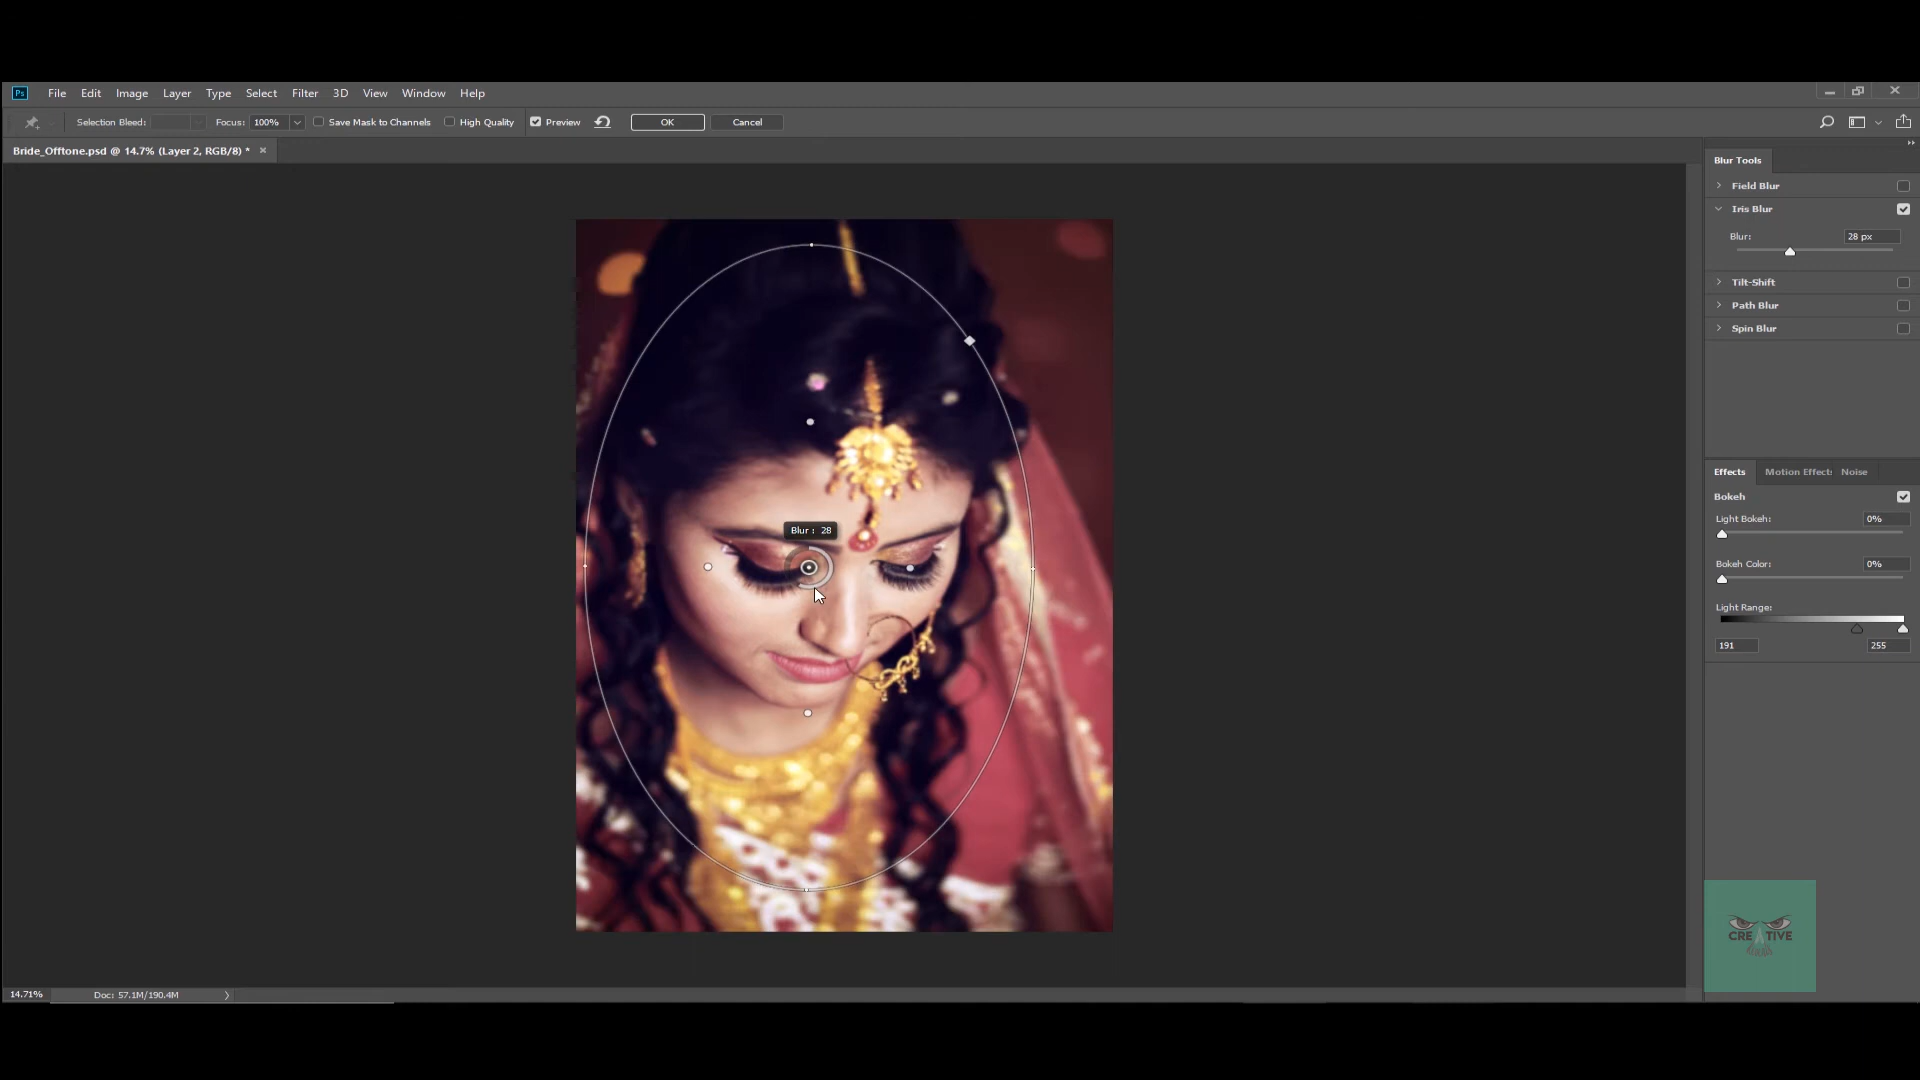 Ps File Edit Image Layer Type Select Filter 3D View Window Help
Selection Bleed: Focus: 100% Save Mask to Channels High Quality Preview OK Cancel
Bride_Offtone.psd @ 14.7% (Layer 2, RGB/8) *
Blur Tools
Field Blur
Iris Blur
Blur: 28 px
Tilt-Shift
Path Blur
Spin Blur
Effects Motion Effects Noise
Bokeh
Light Bokeh: 0%
Bokeh Color: 0%
Light Range:
191 255
Blur : 28
CREATIVE
14.71% Doc: 57.1M/190.4M